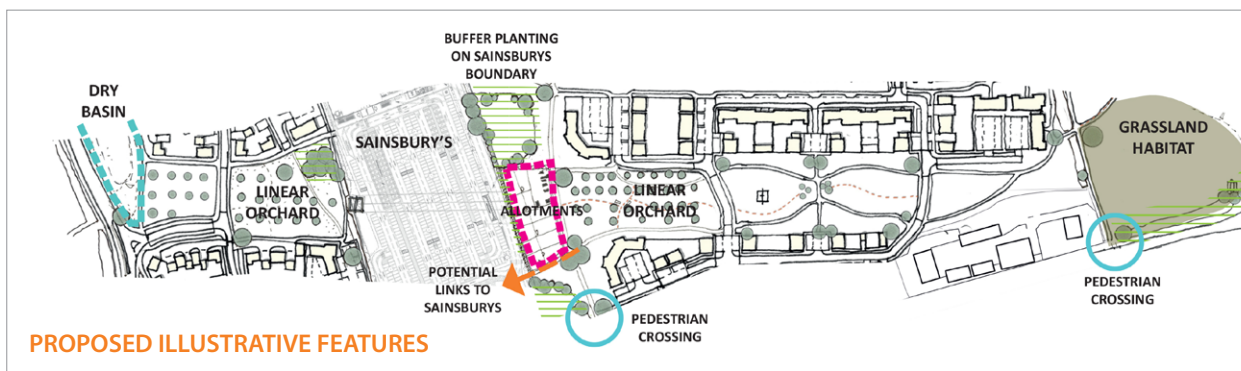 BUFFER PLANTING
ON SAINSBURYS
BOUNDARY
DRY
BASIN
SAINSBURY'S
GRASSLAND
HABITAT
LINEAR
ORCHARD
ALLOTMENTS
LINEAR
ORCHARD
POTENTIAL
LINKS TO
SAINSBURYS
PEDESTRIAN
CROSSING
PEDESTRIAN
CROSSING
PROPOSED ILLUSTRATIVE FEATURES